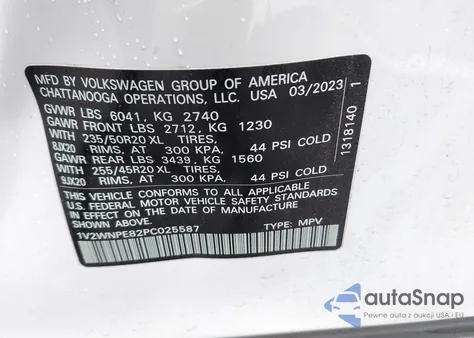 MFD BY VOLKSWAGEN GROUP OF AMERICA
CHATTANOOGA OPERATIONS, LLC. USA 03/2023
GVWR LBS 6041, KG 2740
GAWR FRONT LBS 2712, KG 1230
WITH 235/50R20 XL TIRES,
8JX20 RIMS, AT 300 KPA, 44 PSI COLD
GAWR REAR LBS 3439, KG 1560
WITH 255/45R20 XL TIRES,
9JX20 RIMS, AT 300 KPA, 44 PSI COLD
THIS VEHICLE CONFORMS TO ALL APPLICABLE
U.S. FEDERAL MOTOR VEHICLE SAFETY STANDARDS
IN EFFECT ON THE DATE OF MANUFACTURE
SHOWN ABOVE.
1V2WNPE82PC025587 TYPE: MPV
1318140 1
autoSnap
Pewne auta z USA i EU